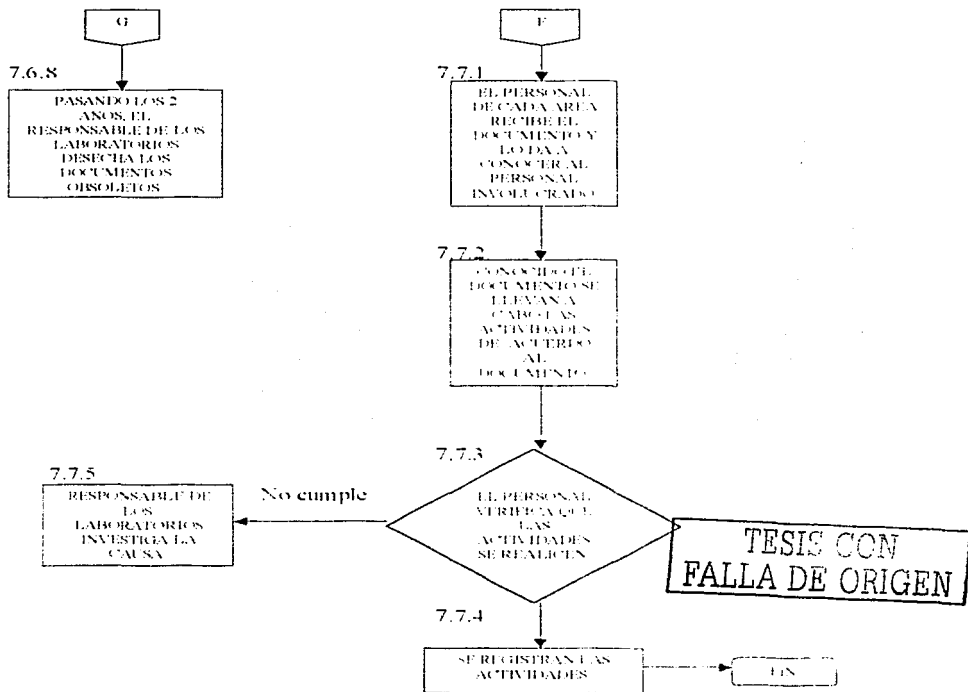 G
7.6.8
PASANDO LOS 2
AÑOS, EL
RESPONSABLE DE LOS
LABORATORIOS
DESECHA LOS
DOCUMENTOS
OBSOLETOS
F
7.7.1
EL PERSONAL
DE CADA AREA
RECIBE EL
DOCUMENTO Y
LO DA A
CONOCER AL
PERSONAL
INVOLUCRADO
7.7.2
CONOCIDO EL
DOCUMENTO SE
LLEVAN A
CABO LAS
ACTIVIDADES
DE ACUERDO
AL
DOCUMENTO
7.7.3
EL PERSONAL
VERIFICA QUE
LAS
ACTIVIDADES
SE REALICEN
No cumple
7.7.5
RESPONSABLE DE
LOS
LABORATORIOS
INVESTIGA LA
CAUSA
TESIS CON
FALLA DE ORIGEN
7.7.4
SE REGISTRAN LAS
ACTIVIDADES
FIN